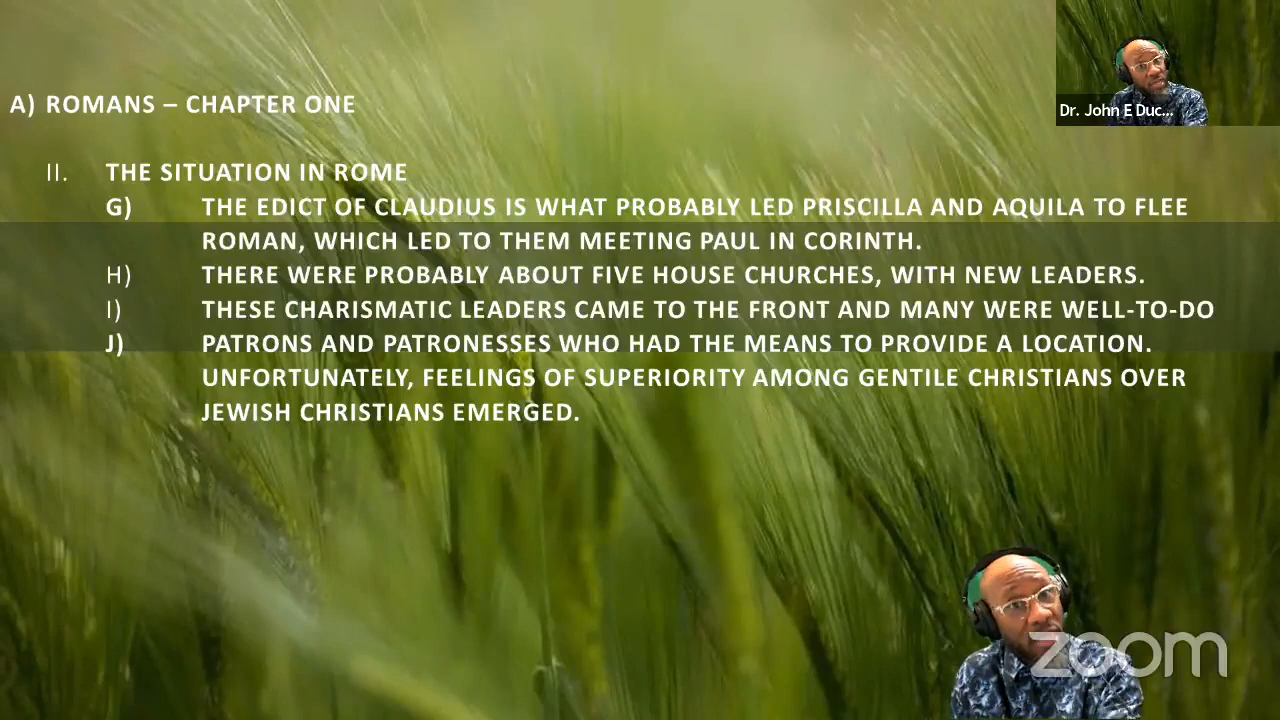 A) ROMANS – CHAPTER ONE
Dr. John E Duc...
II. THE SITUATION IN ROME
G) THE EDICT OF CLAUDIUS IS WHAT PROBABLY LED PRISCILLA AND AQUILA TO FLEE
ROMAN, WHICH LED TO THEM MEETING PAUL IN CORINTH.
H) THERE WERE PROBABLY ABOUT FIVE HOUSE CHURCHES, WITH NEW LEADERS.
I) THESE CHARISMATIC LEADERS CAME TO THE FRONT AND MANY WERE WELL-TO-DO
J) PATRONS AND PATRONESSES WHO HAD THE MEANS TO PROVIDE A LOCATION.
UNFORTUNATELY, FEELINGS OF SUPERIORITY AMONG GENTILE CHRISTIANS OVER
JEWISH CHRISTIANS EMERGED.
zoom